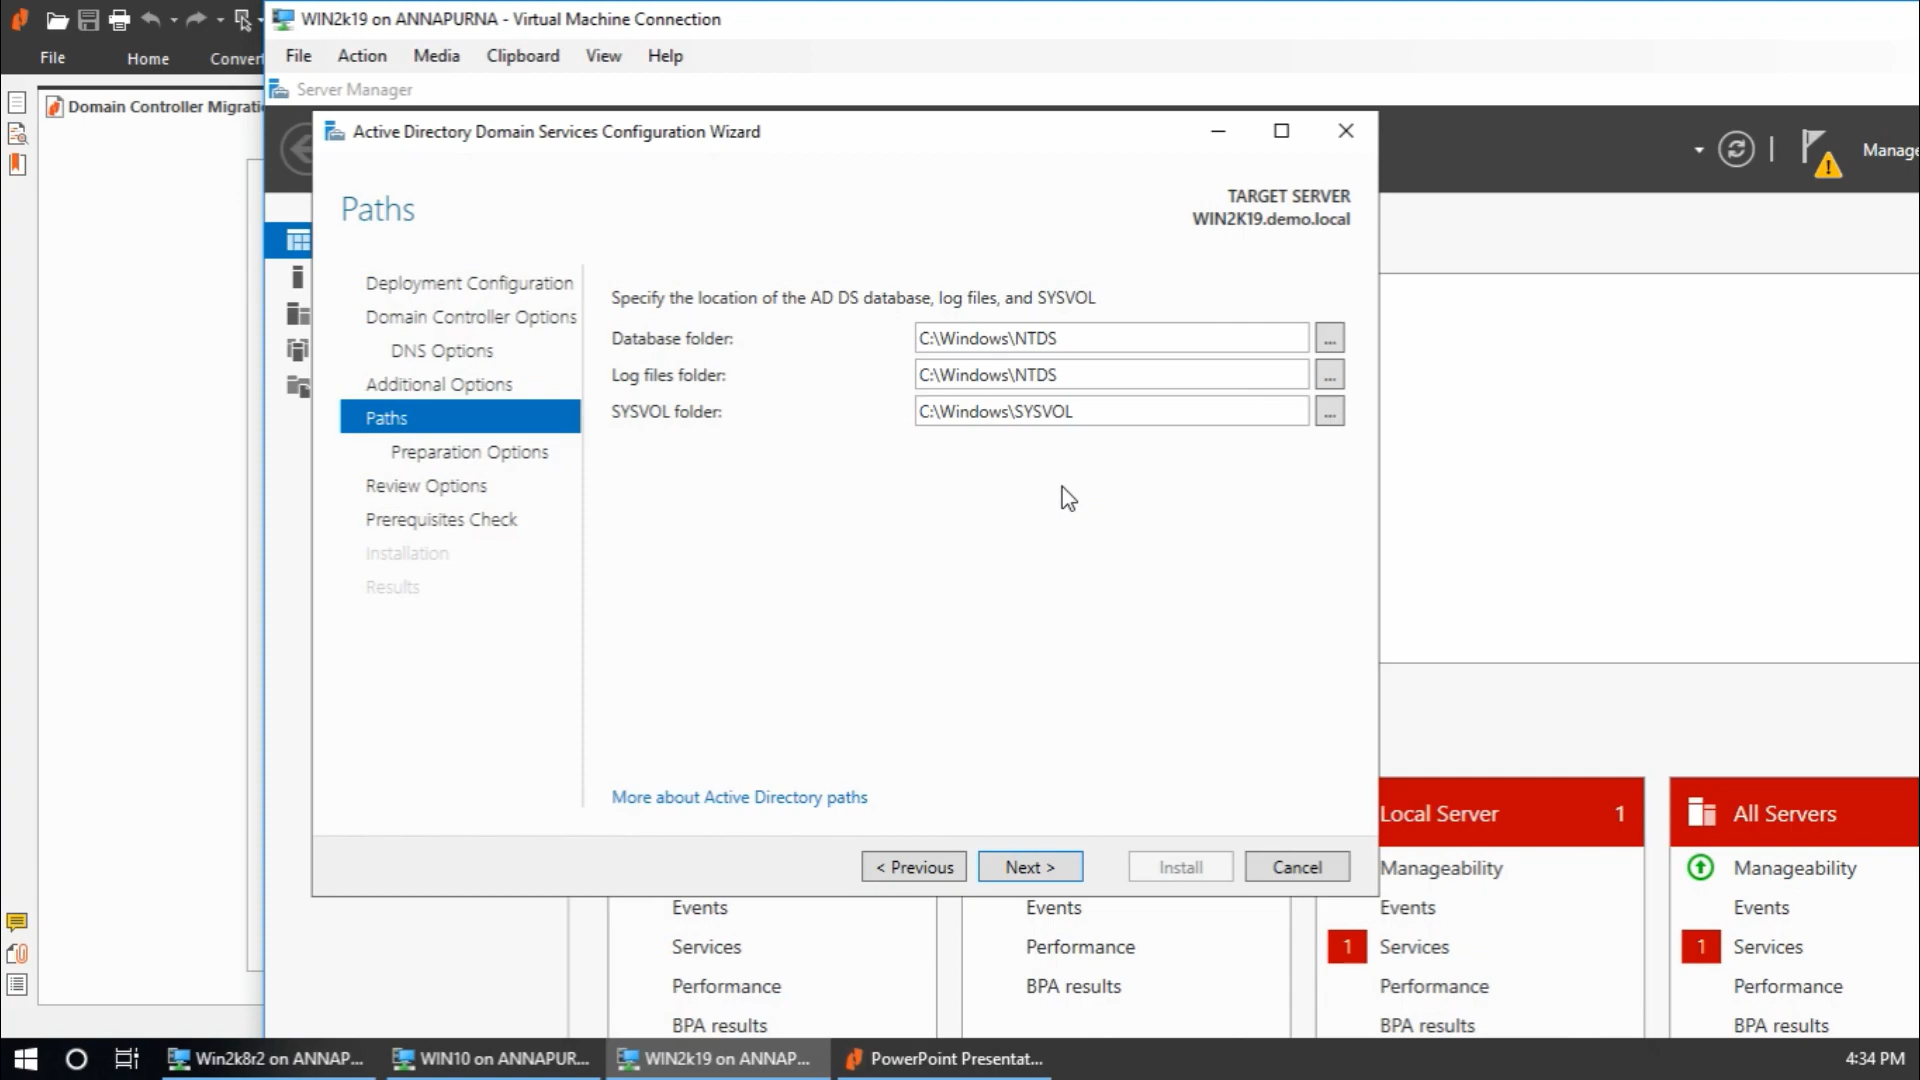 WIN2k19 on ANNAPURNA - Virtual Machine Connection
File Home Conver
File Action Media Clipboard View Help
Server Manager
Domain Controller Migrati
Active Directory Domain Services Configuration Wizard
Manage
Paths
TARGET SERVER
WIN2K19.demo.local
Deployment Configuration
Domain Controller Options
DNS Options
Additional Options
Paths
Preparation Options
Review Options
Prerequisites Check
Installation
Results
Specify the location of the AD DS database, log files, and SYSVOL
Database folder: C:\Windows\NTDS ...
Log files folder: C:\Windows\NTDS ...
SYSVOL folder: C:\Windows\SYSVOL ...
More about Active Directory paths
< Previous Next > Install Cancel
Events
Services
Performance
BPA results
Events
Performance
BPA results
Local Server 1
Manageability
Events
1 Services
Performance
BPA results
All Servers
Manageability
Events
1 Services
Performance
BPA results
Win2k8r2 on ANNAP... WIN10 on ANNAPUR... WIN2k19 on ANNAP... PowerPoint Presentat... 4:34 PM